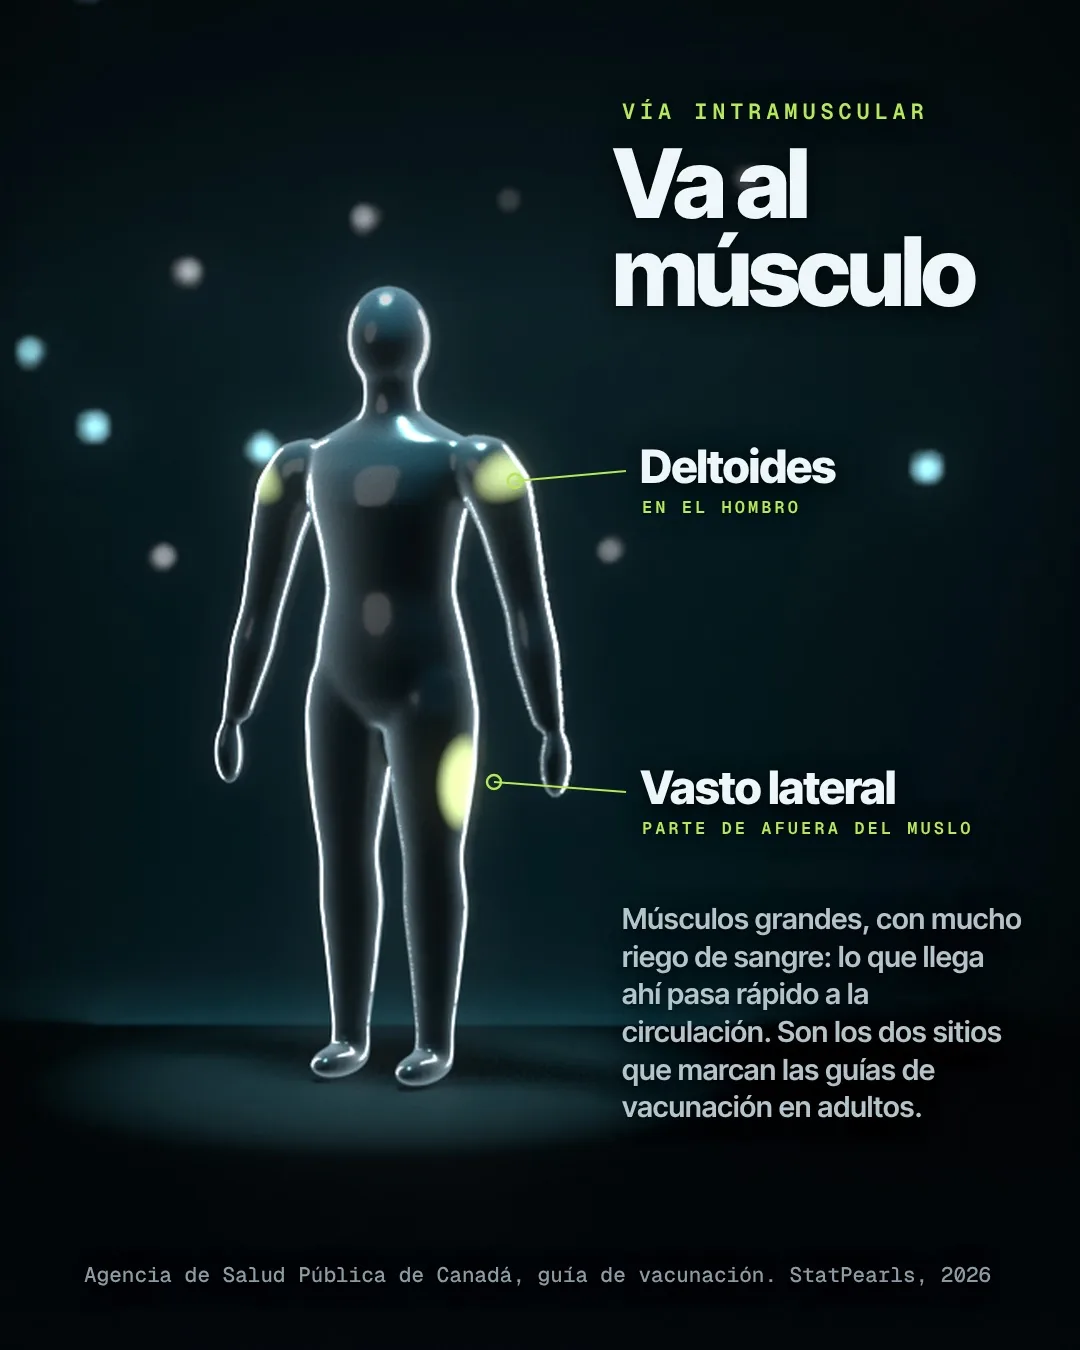 VÍA INTRAMUSCULAR
Va al
músculo
Deltoides
EN EL HOMBRO
Vasto lateral
PARTE DE AFUERA DEL MUSLO
Músculos grandes, con mucho
riego de sangre: lo que llega
ahí pasa rápido a la
circulación. Son los dos sitios
que marcan las guías de
vacunación en adultos.
Agencia de Salud Pública de Canadá, guía de vacunación. StatPearls, 2026